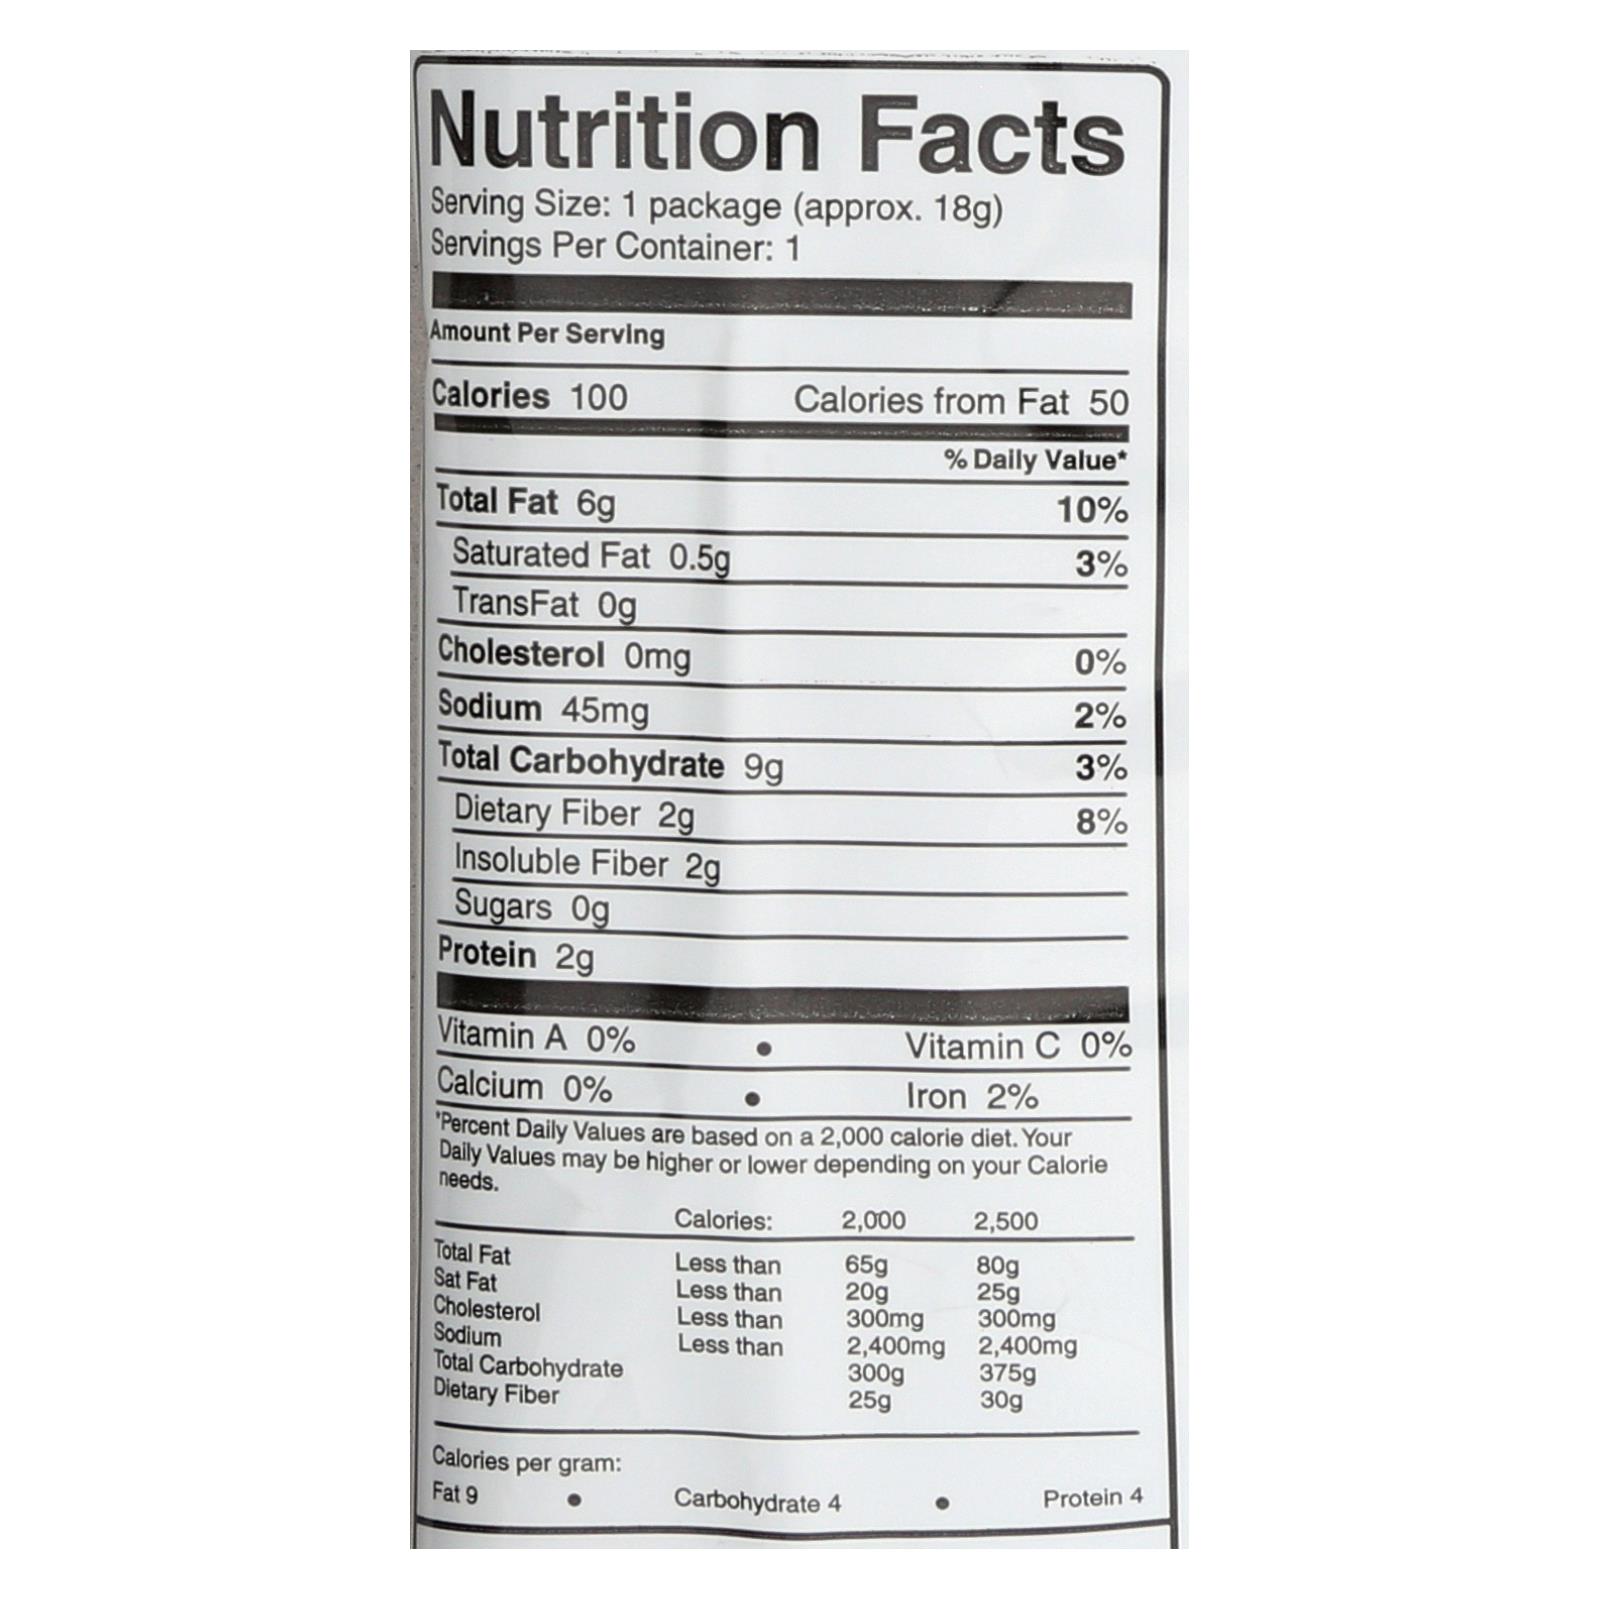 Nutrition Facts
Serving Size: 1 package (approx. 18g)
Servings Per Container: 1
Amount Per Serving
Calories 100 Calories from Fat 50
% Daily Value*
Total Fat 6g 10%
Saturated Fat 0.5g 3%
TransFat 0g
Cholesterol 0mg 0%
Sodium 45mg 2%
Total Carbohydrate 9g 3%
Dietary Fiber 2g 8%
Insoluble Fiber 2g
Sugars 0g
Protein 2g
Vitamin A 0% • Vitamin C 0%
Calcium 0% • Iron 2%
*Percent Daily Values are based on a 2,000 calorie diet. Your
Daily Values may be higher or lower depending on your Calorie
needs.
Calories: 2,000 2,500
Total Fat Less than 65g 80g
Sat Fat Less than 20g 25g
Cholesterol Less than 300mg 300mg
Sodium Less than 2,400mg 2,400mg
Total Carbohydrate 300g 375g
Dietary Fiber 25g 30g
Calories per gram:
Fat 9 • Carbohydrate 4 • Protein 4